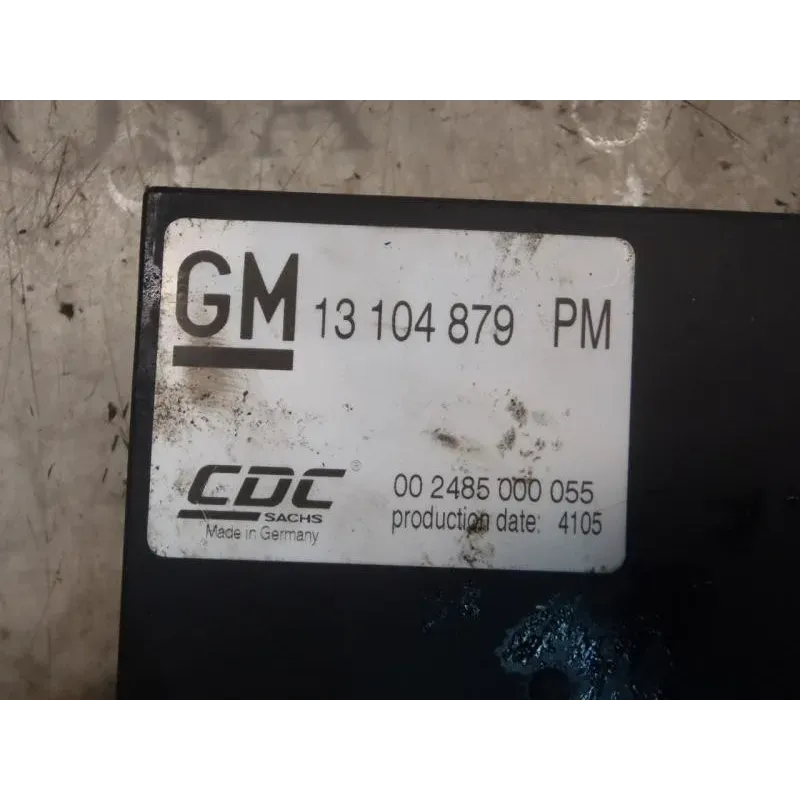 GM 13 104 879 PM
CDC®
SACHS
Made in Germany
00 2485 000 055
production date: 4105